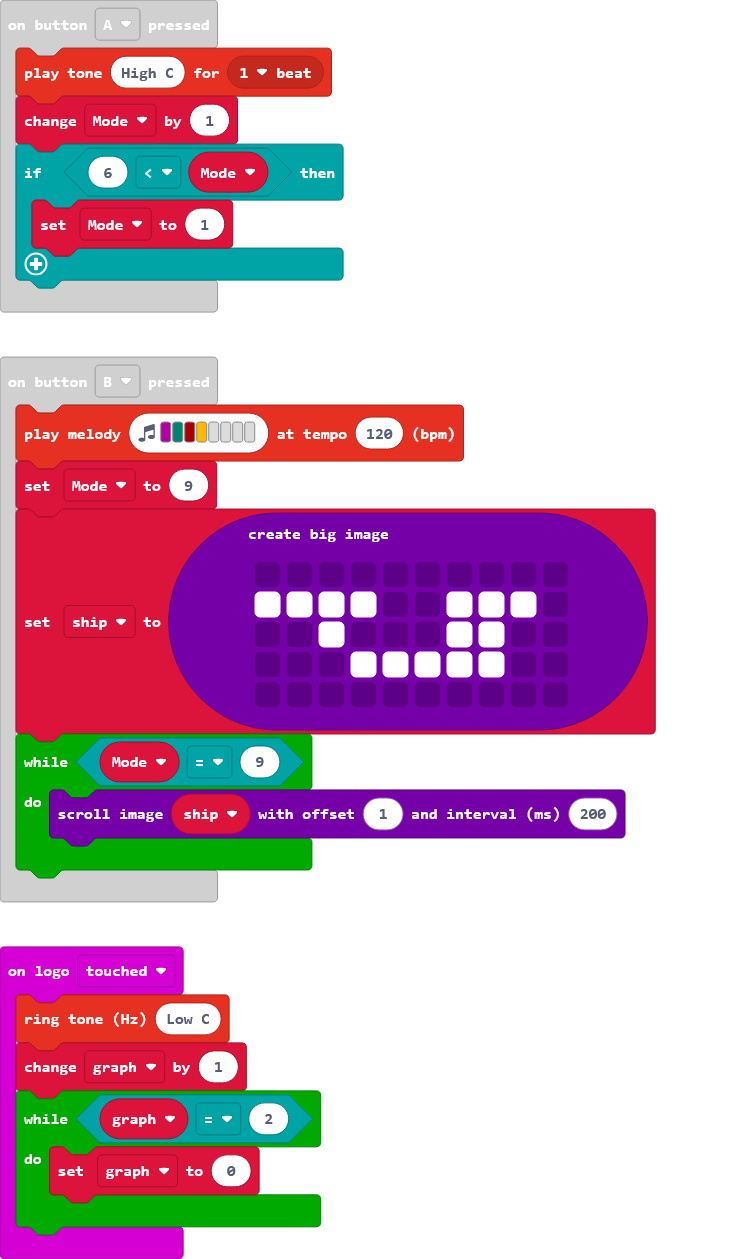 on button A pressed
play tone High C for 1 beat
change Mode by 1
if 6 < Mode then
set Mode to 1
on button B pressed
play melody at tempo 120 (bpm)
set Mode to 9
create big image
set ship to
while Mode = 9
do
scroll image ship with offset 1 and interval (ms) 200
on logo touched
ring tone (Hz) Low C
change graph by 1
while graph = 2
do
set graph to 0